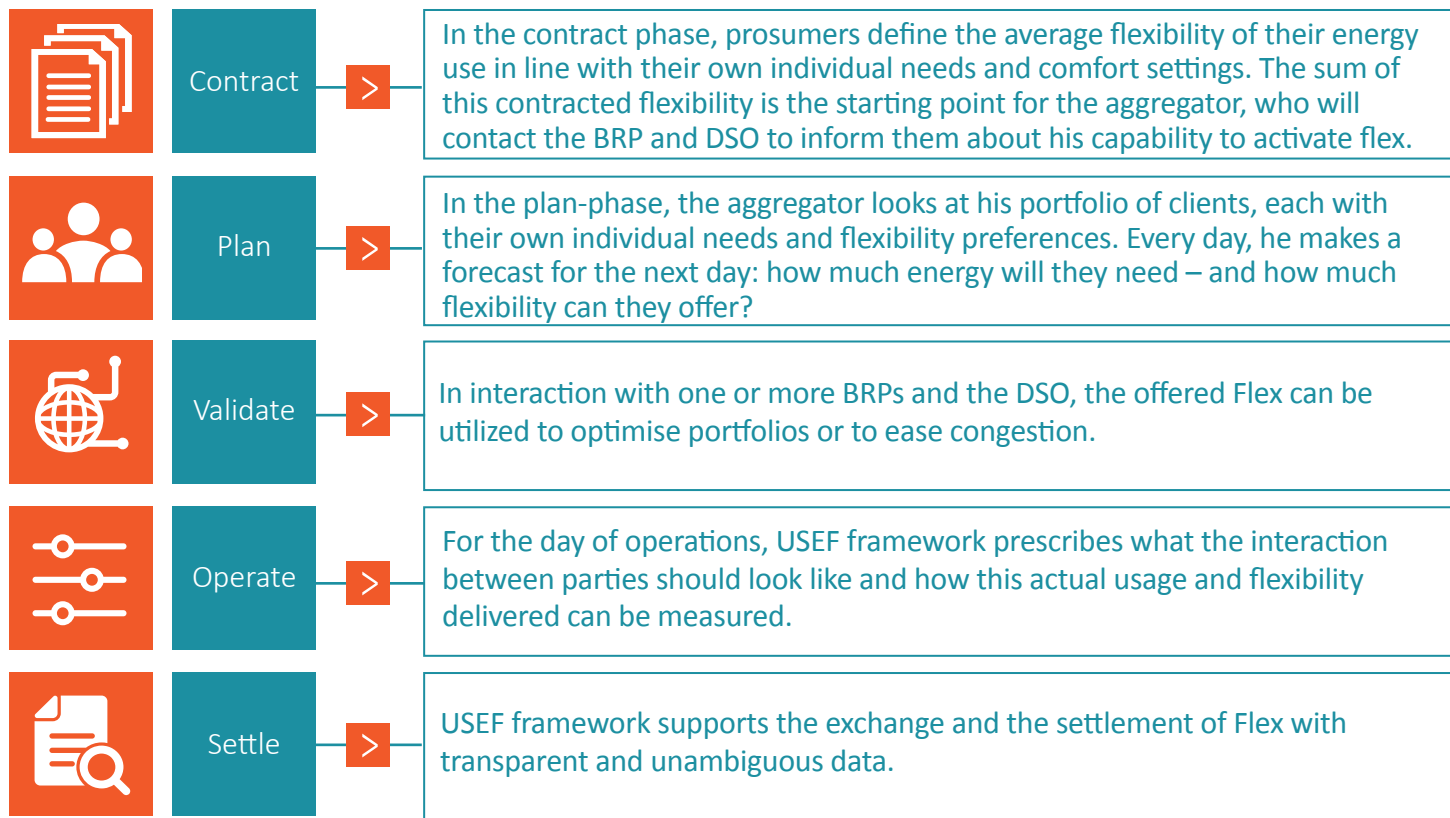 Contract
>
In the contract phase, prosumers define the average flexibility of their energy
use in line with their own individual needs and comfort settings. The sum of
this contracted flexibility is the starting point for the aggregator, who will
contact the BRP and DSO to inform them about his capability to activate flex.
Plan
>
In the plan-phase, the aggregator looks at his portfolio of clients, each with
their own individual needs and flexibility preferences. Every day, he makes a
forecast for the next day: how much energy will they need – and how much
flexibility can they offer?
Validate
>
In interaction with one or more BRPs and the DSO, the offered Flex can be
utilized to optimise portfolios or to ease congestion.
Operate
>
For the day of operations, USEF framework prescribes what the interaction
between parties should look like and how this actual usage and flexibility
delivered can be measured.
Settle
>
USEF framework supports the exchange and the settlement of Flex with
transparent and unambiguous data.